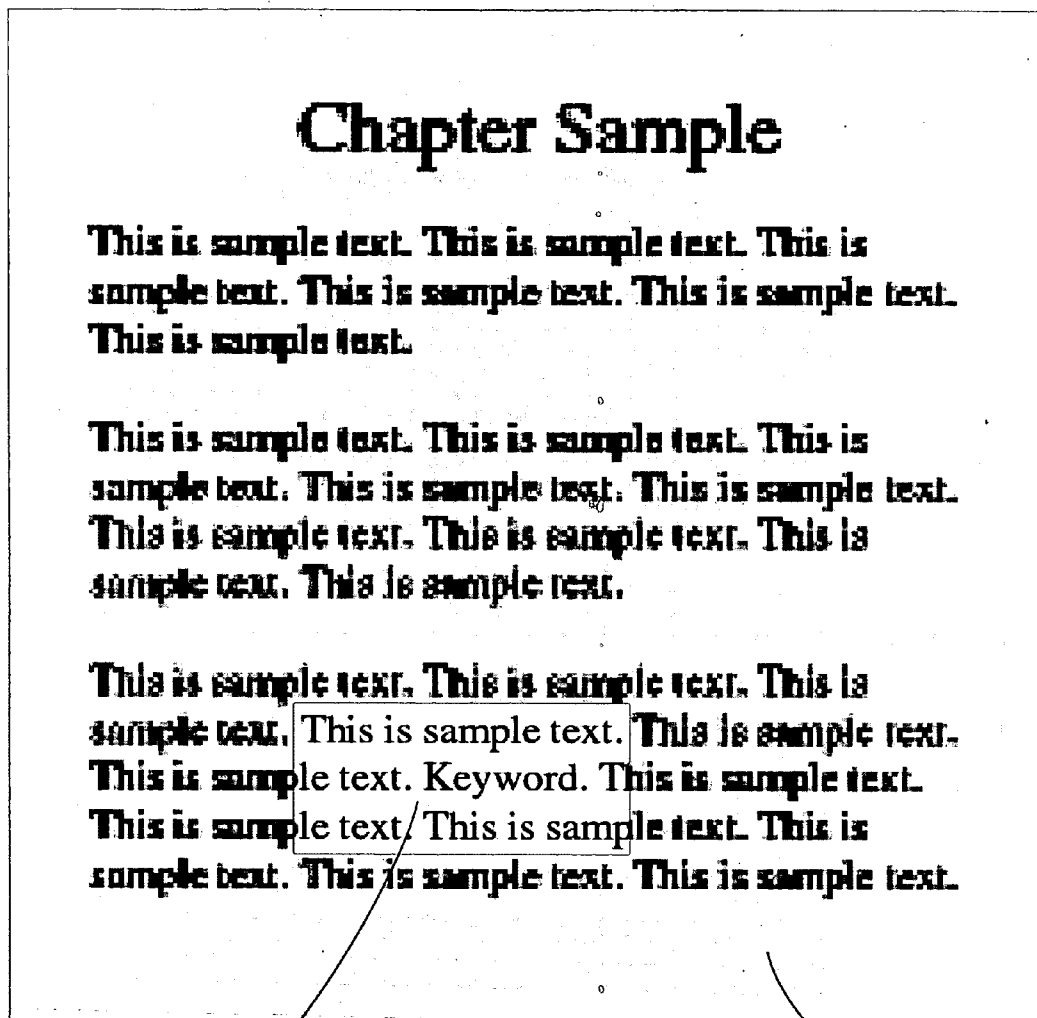 Chapter Sample
This is sample text. This is sample text. This is
sample text. This is sample text. This is sample text.
This is sample text.
This is sample text. This is sample text. This is
sample text. This is sample text. This is sample text.
This is sample text. This is sample text. This is
sample text. This is sample text.
This is sample text. This is sample text. This is
sample text. This is sample text. This is sample text.
This is sample text. Keyword. This is sample text.
This is sample text. This is sample text. This is
sample text. This is sample text. This is sample text.